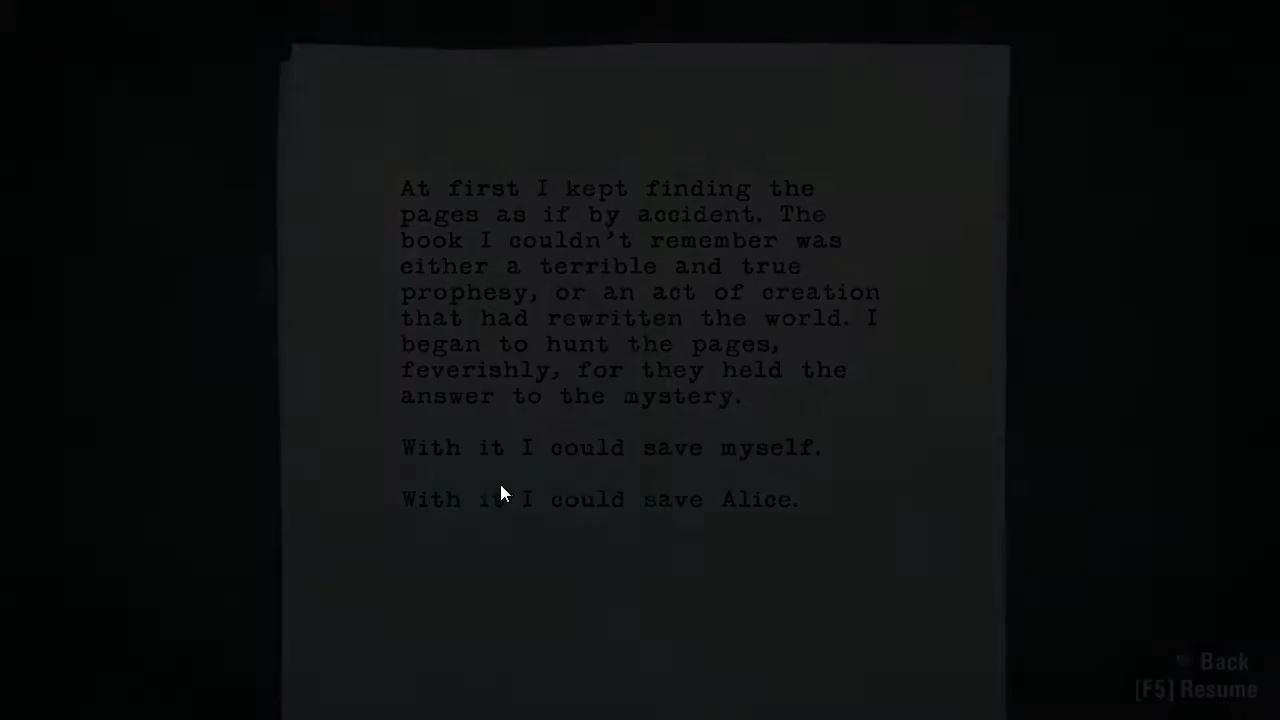 At first I kept finding the
pages as if by accident. The
book I couldn't remember was
either a terrible and true
prophesy, or an act of creation
that had rewritten the world. I
began to hunt the pages,
feverishly, for they held the
answer to the mystery.
With it I could save myself.
With it I could save Alice.
Back
[F5] Resume